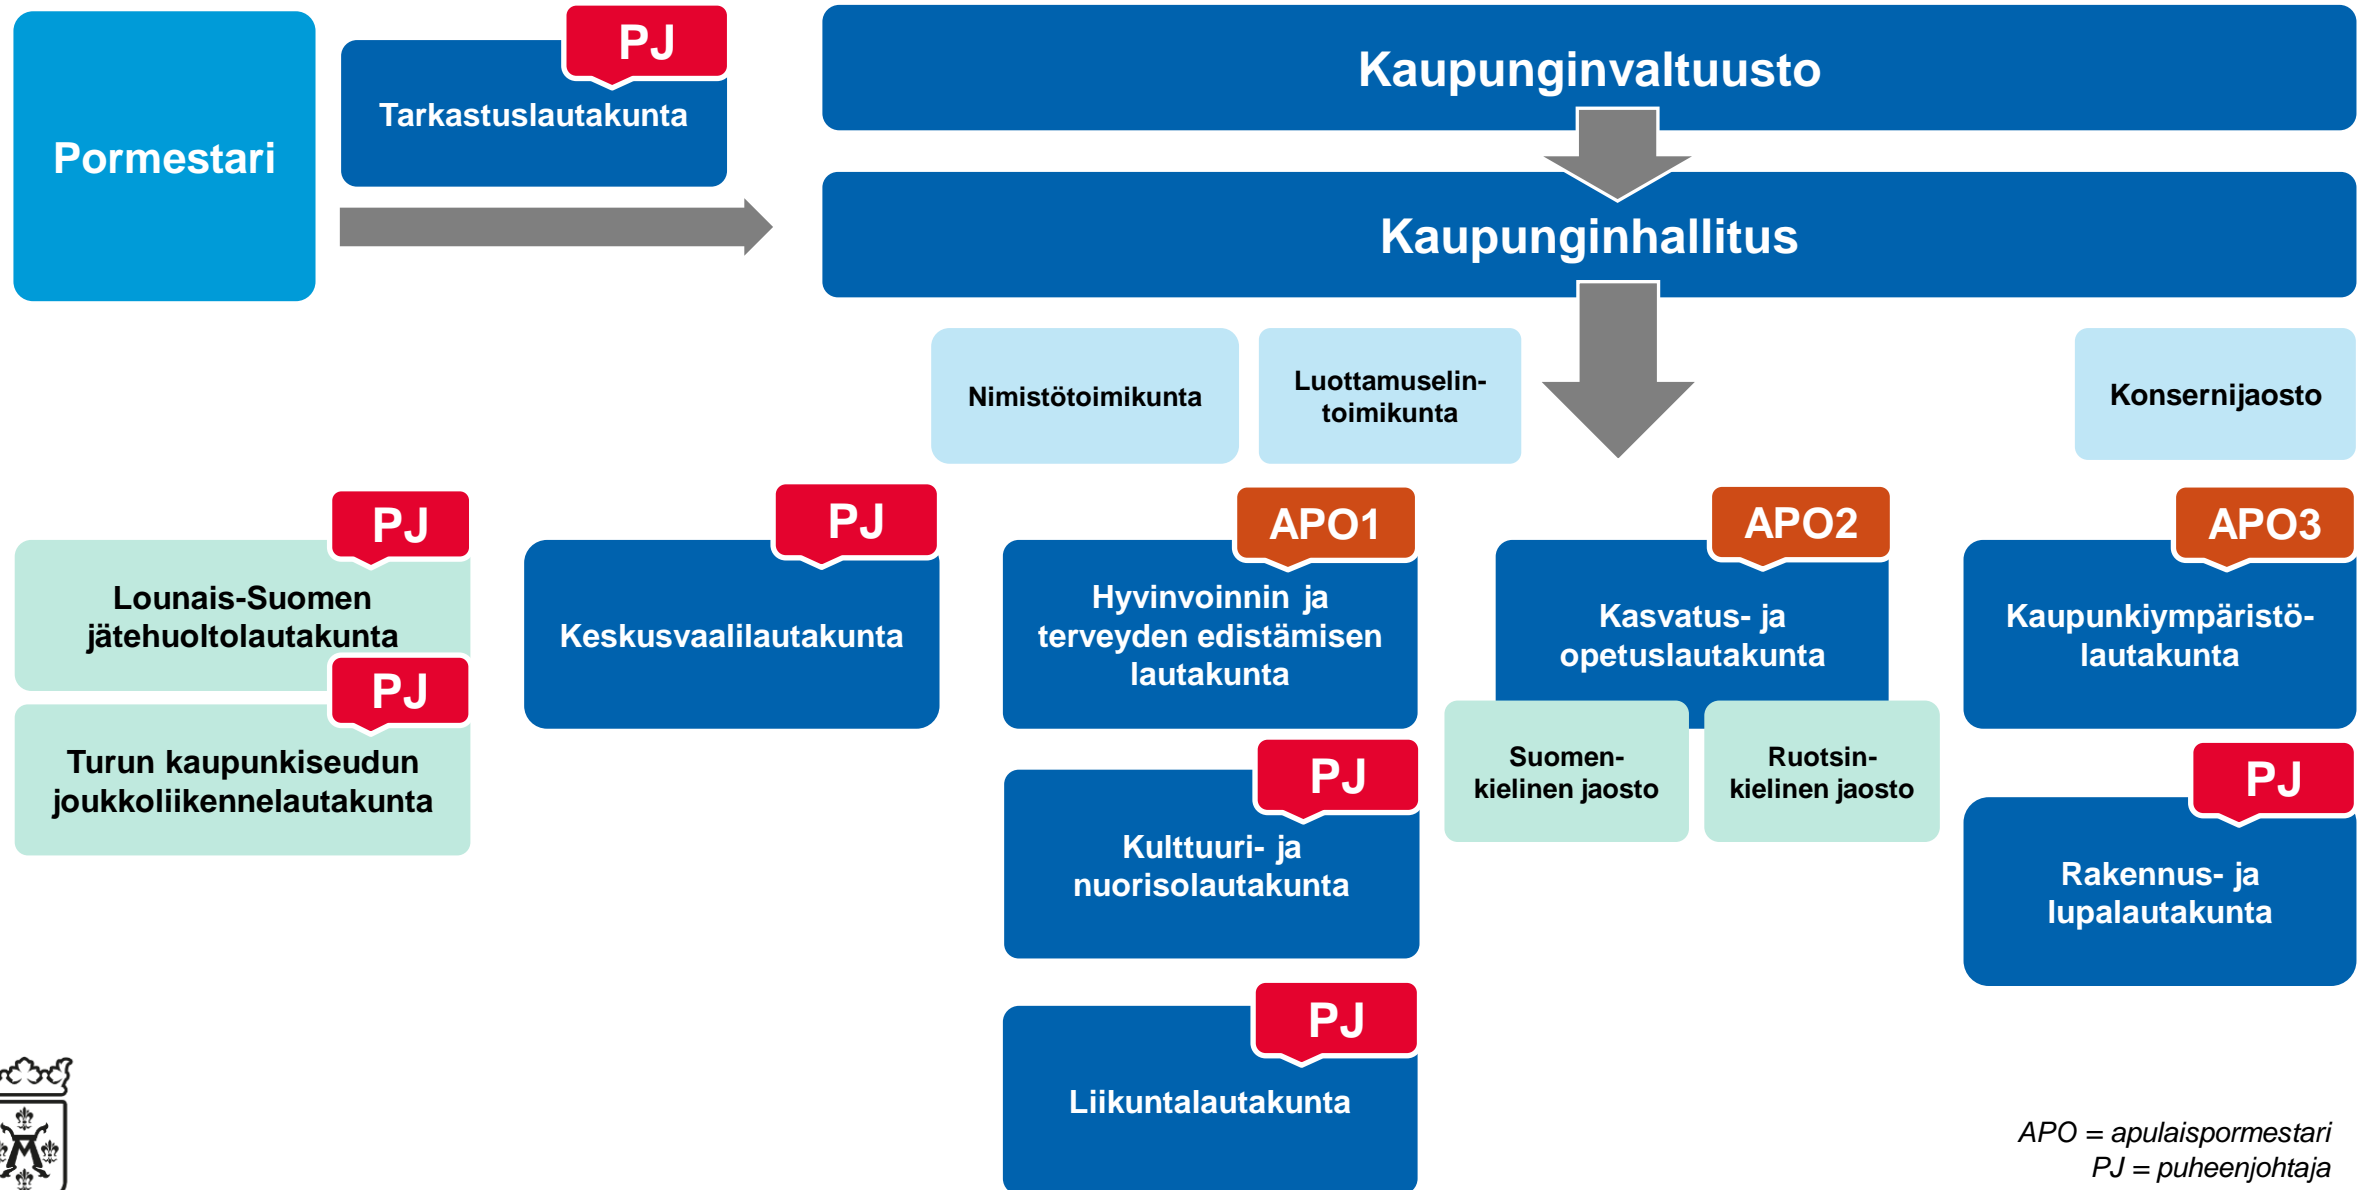 Pormestari
PJ
Tarkastuslautakunta
Kaupunginvaltuusto
Kaupunginhallitus
Nimistötoimikunta
Luottamuselin-
toimikunta
Konsernijaosto
PJ
Lounais-Suomen
jätehuoltolautakunta
PJ
Turun kaupunkiseudun
joukkoliikennelautakunta
PJ
Keskusvaalilautakunta
APO1
Hyvinvoinnin ja
terveyden edistämisen
lautakunta
PJ
Kulttuuri- ja
nuorisolautakunta
PJ
Liikuntalautakunta
APO2
Kasvatus- ja
opetuslautakunta
Suomen-
kielinen jaosto
Ruotsin-
kielinen jaosto
APO3
Kaupunkiympäristö-
lautakunta
PJ
Rakennus- ja
lupalautakunta
APO = apulaispormestari
PJ = puheenjohtaja